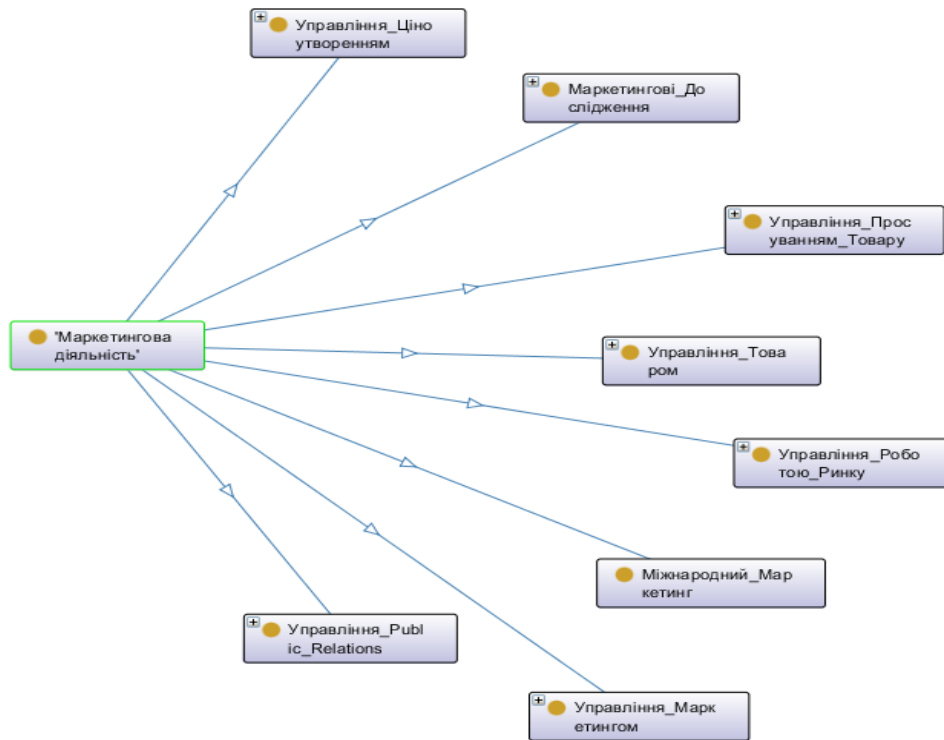 Управління_Ціно
утворенням
Маркетингові_До
слідження
Управління_Прос
уванням_Товару
'Маркетингова
діяльність'
Управління_Това
ром
Управління_Робо
тою_Ринку
Міжнародний_Мар
кетинг
Управління_Publ
ic_Relations
Управління_Марк
етингом